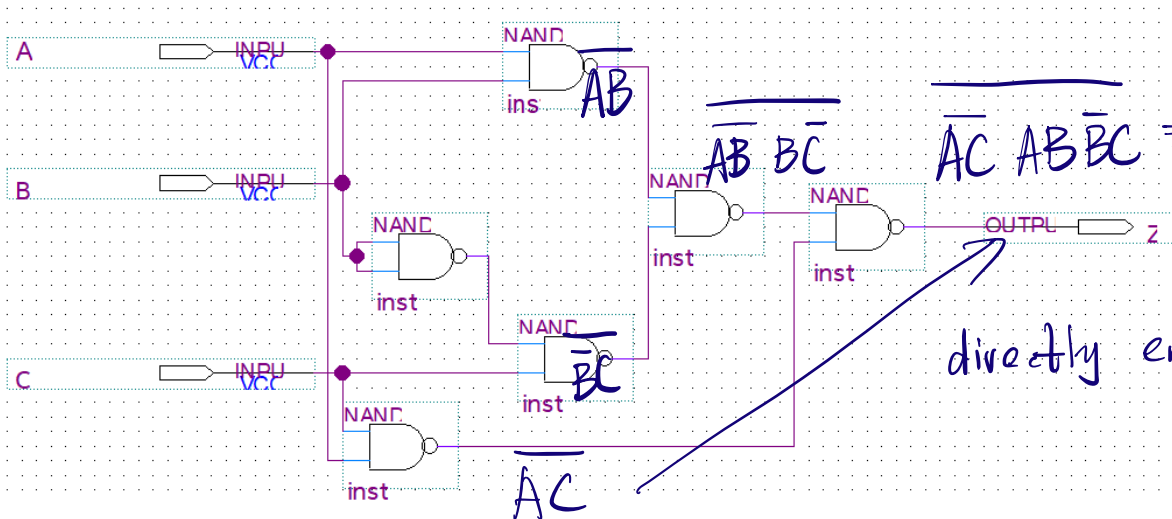 NAND
A INPU
VCC
ins
AB
AB BC
AC AB BC =
B INPU
VCC
NAND
NAND
NAND
OUTPU z
inst
inst
inst
NAND
BC
directly
C INPU
VCC
inst
NAND
inst
AC